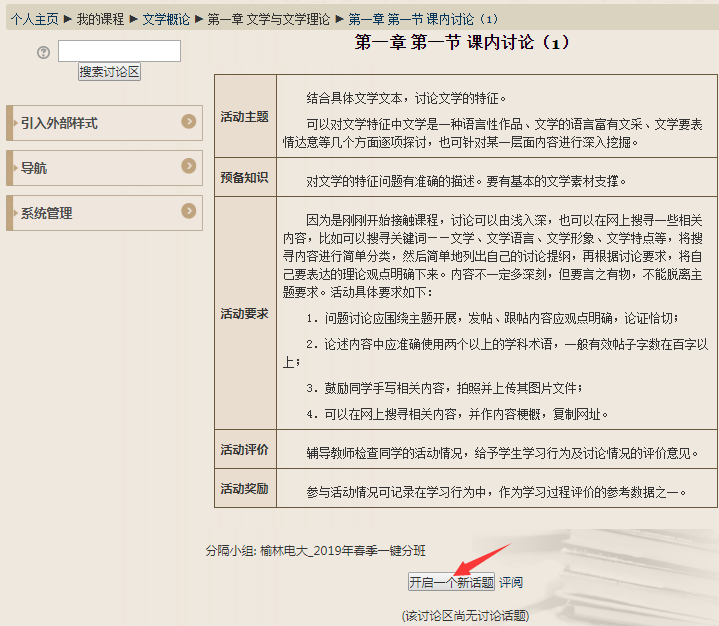 个人主页 ▶ 我的课程 ▶ 文学概论 ▶ 第一章 文学与文学理论 ▶ 第一章 第一节 课内讨论（1）
第一章 第一节 课内讨论（1）
搜索讨论区
引入外部样式
导航
系统管理
活动主题
结合具体文学文本，讨论文学的特征。
可以对文学特征中文学是一种语言性作品、文学的语言富有文采、文学要表
情达意等几个方面逐项探讨，也可针对某一层面内容进行深入挖掘。
预备知识
对文学的特征问题有准确的描述。要有基本的文学素材支撑。
活动要求
因为是刚刚开始接触课程，讨论可以由浅入深，也可以在网上搜寻一些相关
内容，比如可以搜寻关键词－－文学、文学语言、文学形象、文学特点等，将搜
寻内容进行简单分类，然后简单地列出自己的讨论提纲，再根据讨论要求，将自
己要表达的理论观点明确下来。内容不一定多深刻，但要言之有物，不能脱离主
题要求。活动具体要求如下：
1．问题讨论应围绕主题开展，发帖、跟帖内容应观点明确，论证恰切；
2．论述内容中应准确使用两个以上的学科术语，一般有效帖子字数在百字以
上；
3．鼓励同学手写相关内容，拍照并上传其图片文件；
4．可以在网上搜寻相关内容，并作内容梗概，复制网址。
活动评价
辅导教师检查同学的活动情况，给予学生学习行为及讨论情况的评价意见。
活动奖励
参与活动情况可记录在学习行为中，作为学习过程评价的参考数据之一。
分隔小组: 榆林电大_2019年春季一键分班
开启一个新话题 评阅
(该讨论区尚无讨论话题)